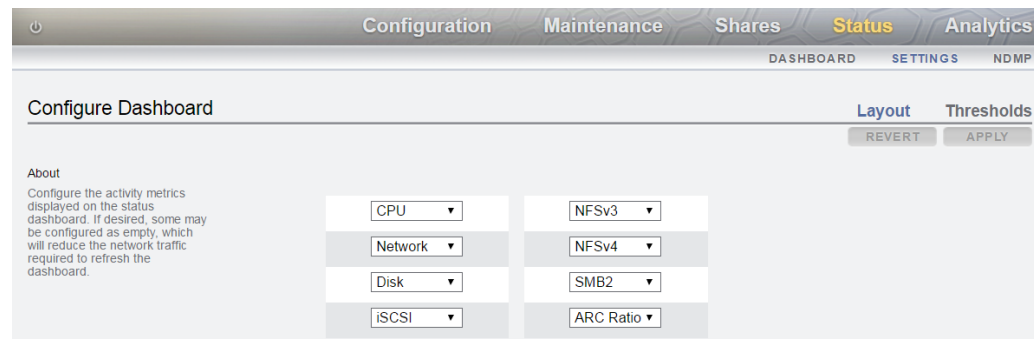 Configuration Maintenance Shares Status Analytics
DASHBOARD SETTINGS NDMP
Configure Dashboard
Layout Thresholds
REVERT APPLY
About
Configure the activity metrics
displayed on the status
dashboard. If desired, some may
be configured as empty, which
will reduce the network traffic
required to refresh the
dashboard.
CPU NFSv3
Network NFSv4
Disk SMB2
iSCSI ARC Ratio